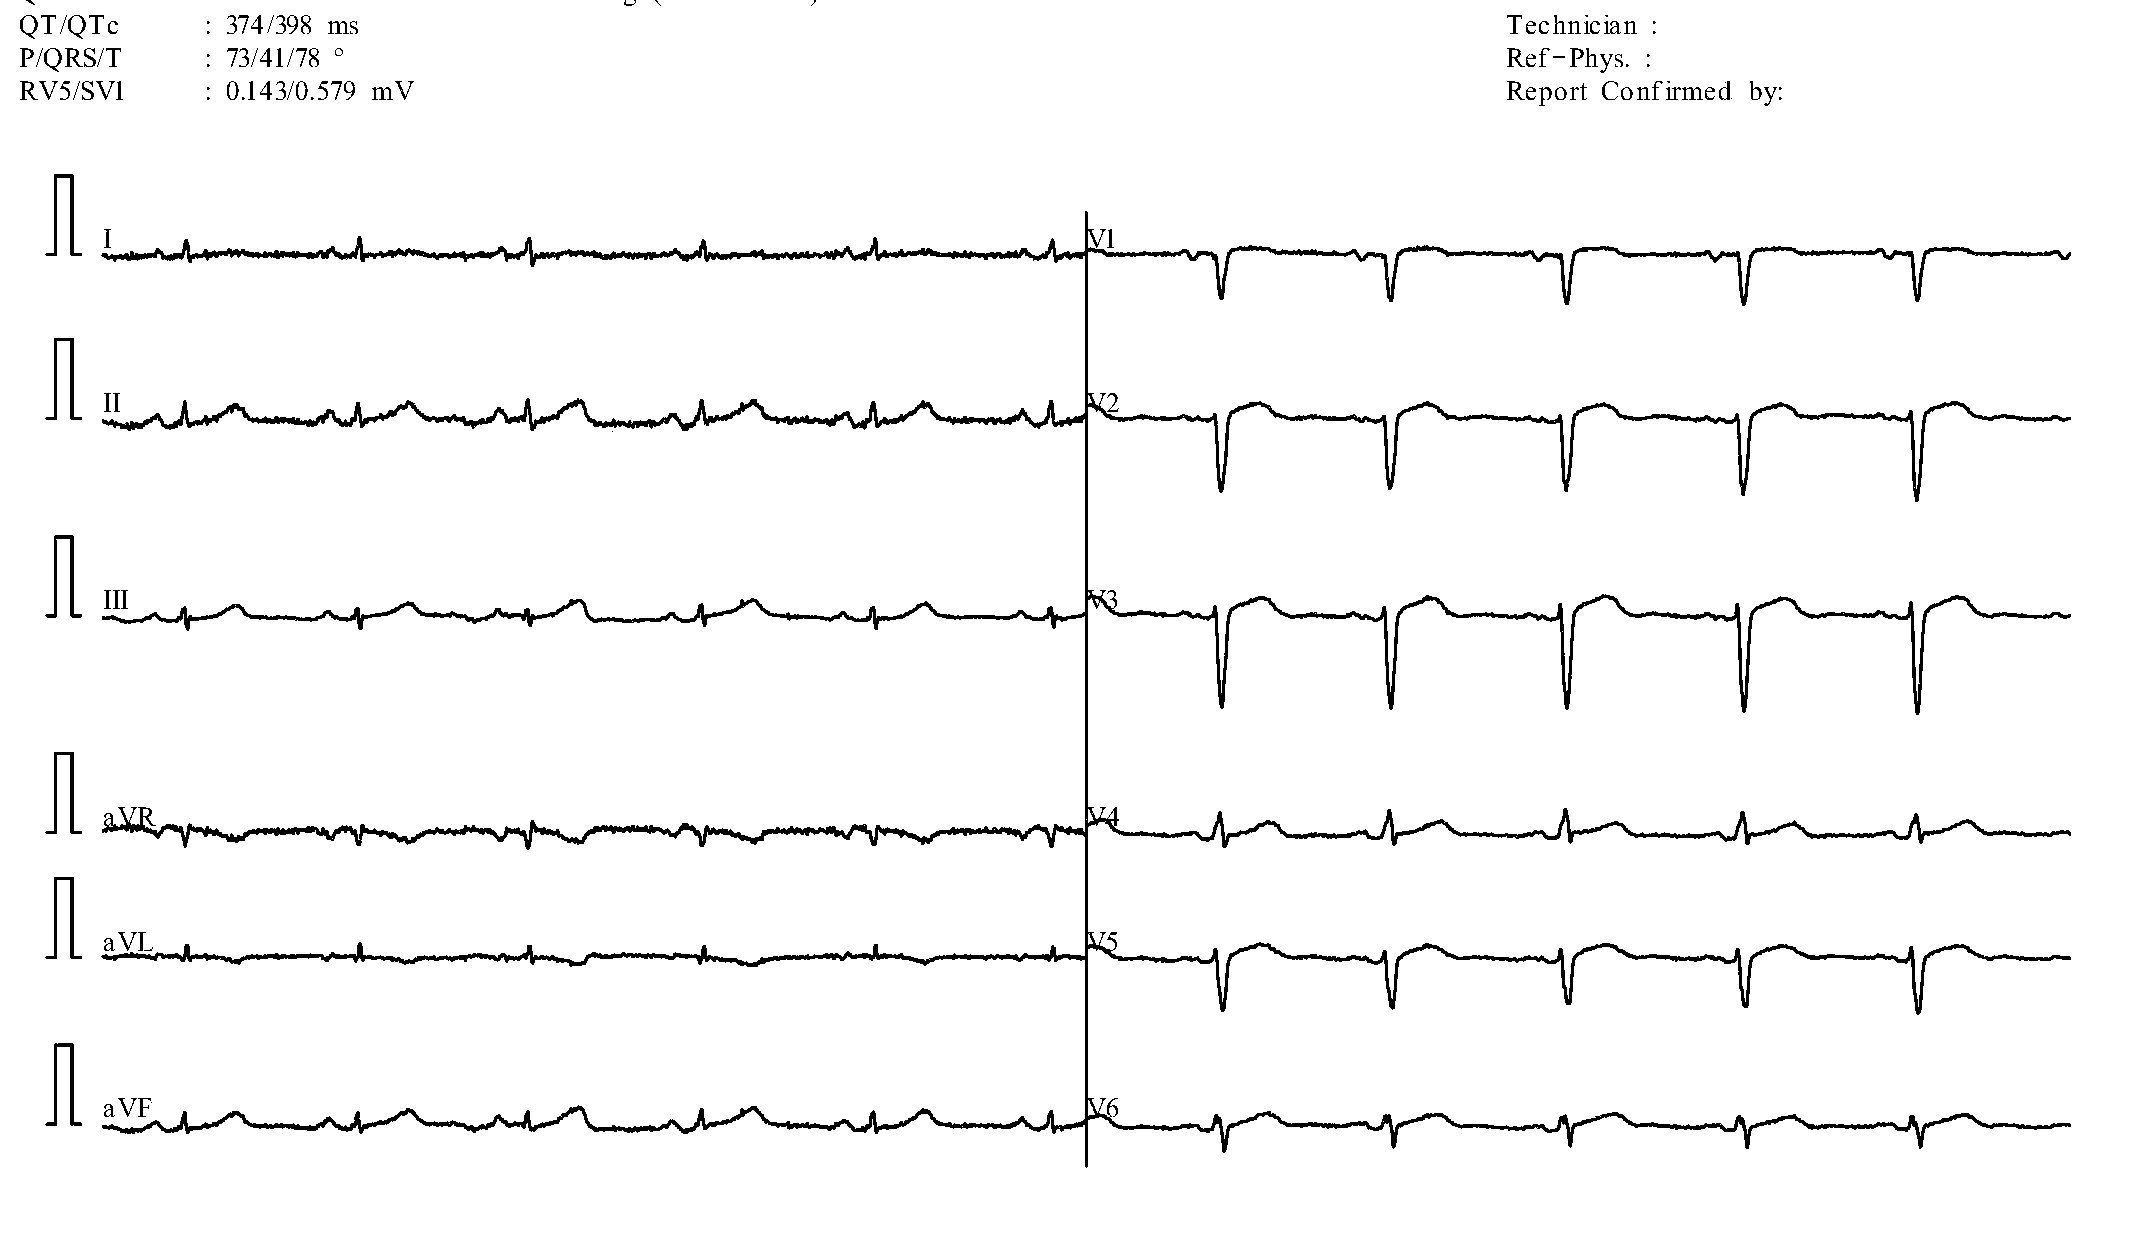 QT/QTc : 374/398 ms
P/QRS/T : 73/41/78 °
RV5/SV1 : 0.143/0.579 mV
Technician :
Ref-Phys. :
Report Confirmed by:
I
II
III
aVR
aVL
aVF
V1
V2
V3
V4
V5
V6